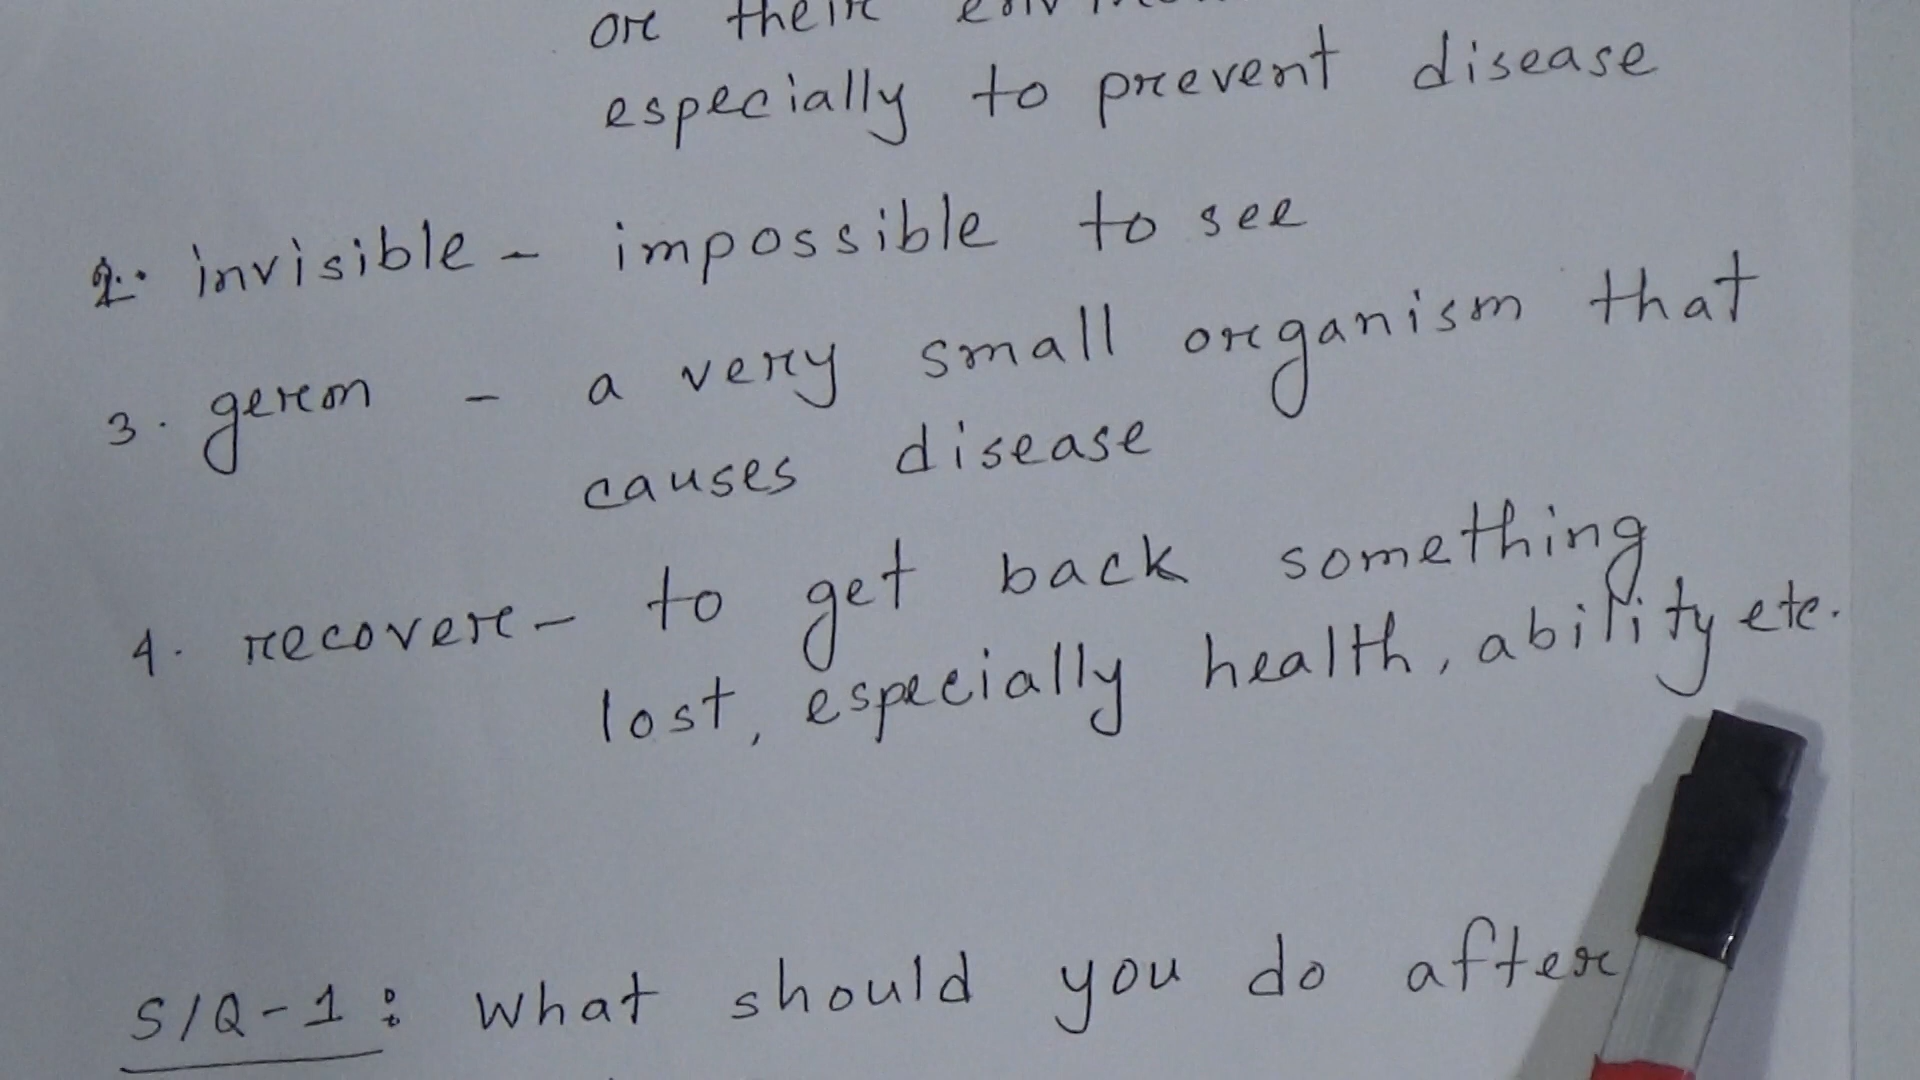 or their
especially to prevent disease
2. invisible - impossible to see
3. germ - a very small organism that
causes disease
4. recover - to get back something
lost, especially health, ability etc.
S/Q-1: What should you do after